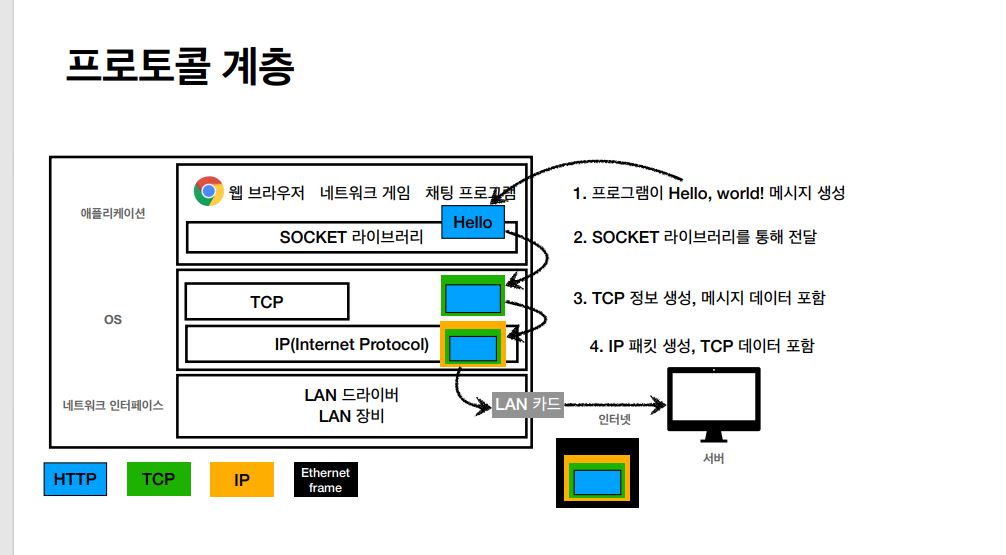 프로토콜 계층
애플리케이션
웹 브라우저 네트워크 게임 채팅 프로그램
Hello
SOCKET 라이브러리
1. 프로그램이 Hello, world! 메시지 생성
2. SOCKET 라이브러리를 통해 전달
OS
TCP
IP(Internet Protocol)
3. TCP 정보 생성, 메시지 데이터 포함
4. IP 패킷 생성, TCP 데이터 포함
네트워크 인터페이스
LAN 드라이버
LAN 장비
LAN 카드
인터넷
서버
HTTP
TCP
IP
Ethernet
frame